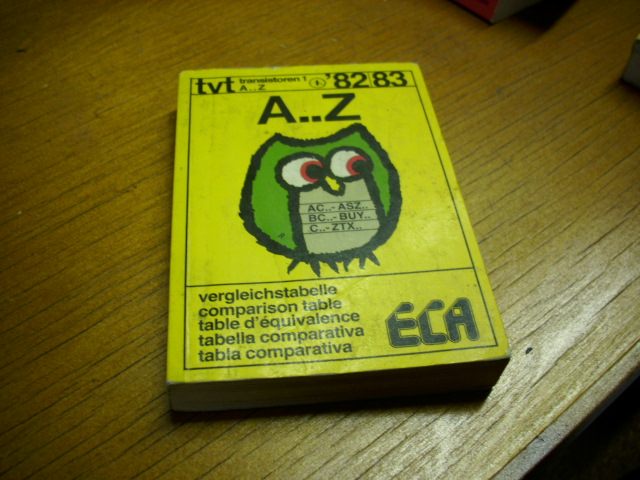 tvt transistoren 1 '82/83
A...Z
A..Z
AC..-ASZ..
BC..-BUY..
C..-ZTX..
vergleichstabelle
comparison table
table d'équivalence
tabella comparativa
tabla comparativa
ECA